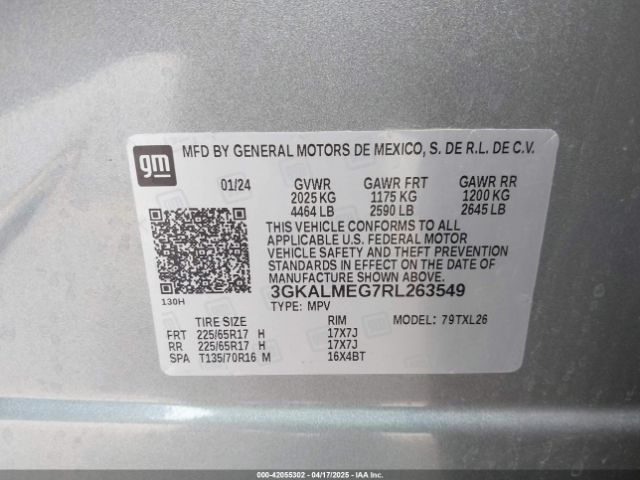 gm
MFD BY GENERAL MOTORS DE MEXICO, S. DE R.L. DE C.V.
01/24 GVWR GAWR FRT GAWR RR
2025 KG 1175 KG 1200 KG
4464 LB 2590 LB 2645 LB
THIS VEHICLE CONFORMS TO ALL
APPLICABLE U.S. FEDERAL MOTOR
VEHICLE SAFETY AND THEFT PREVENTION
STANDARDS IN EFFECT ON THE DATE OF
MANUFACTURE SHOWN ABOVE.
130H
3GKALMEG7RL263549
TYPE: MPV
TIRE SIZE RIM MODEL: 79TXL26
FRT 225/65R17 H 17X7J
RR 225/65R17 H 17X7J
SPA T135/70R16 M 16X4BT
000-42055302 - 04/17/2025 - IAAI.com